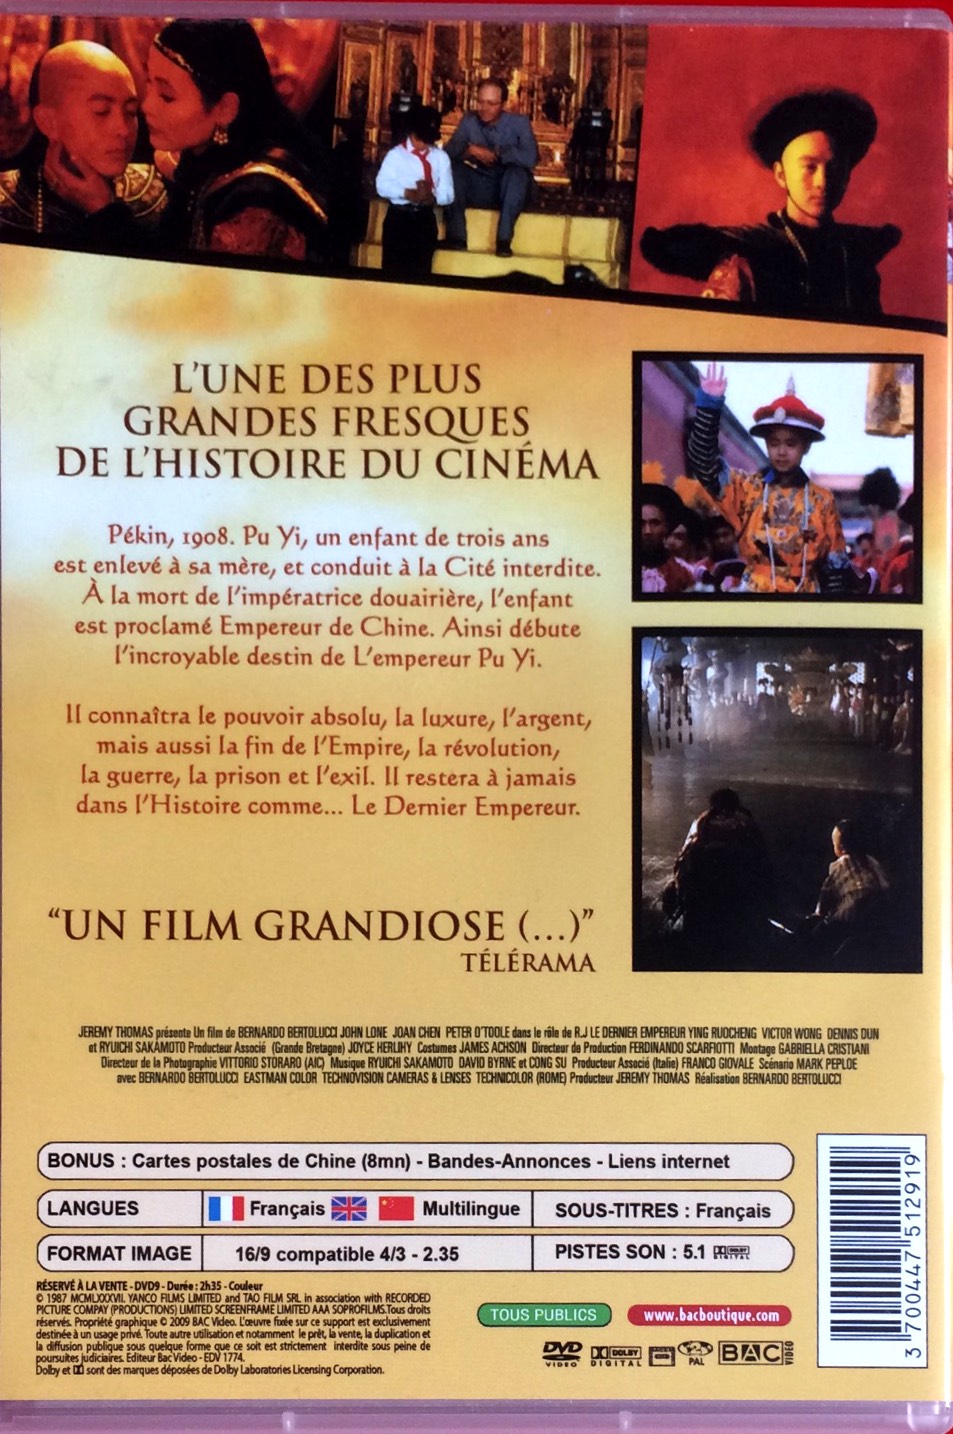 L'UNE DES PLUS
GRANDES FRESQUES
DE L'HISTOIRE DU CINÉMA
Pékin, 1908. Pu Yi, un enfant de trois ans
est enlevé à sa mère, et conduit à la Cité interdite.
À la mort de l'impératrice douairière, l'enfant
est proclamé Empereur de Chine. Ainsi débute
l'incroyable destin de L'empereur Pu Yi.
Il connaîtra le pouvoir absolu, la luxure, l'argent,
mais aussi la fin de l'Empire, la révolution,
la guerre, la prison et l'exil. Il restera à jamais
dans l'Histoire comme... Le Dernier Empereur.
“UN FILM GRANDIOSE (...)”
TÉLÉRAMA
JEREMY THOMAS présente Un film de BERNARDO BERTOLUCCI JOHN LONE JOAN CHEN PETER O'TOOLE dans le rôle de R.J LE DERNIER EMPEREUR YING RUOCHENG VICTOR WONG DENNIS DUN
et RYUICHI SAKAMOTO Producteur Associé (Grande Bretagne) JOYCE HERLIHY Costumes JAMES ACHSON Directeur de Production FERDINANDO SCARFIOTTI Montage GABRIELLA CRISTIANI
Directeur de la Photographie VITTORIO STORARO (AIC) Musique RYUICHI SAKAMOTO DAVID BYRNE et CONG SU Producteur Associé (Italie) FRANCO GIOVALE Scénario MARK PEPLOE
avec BERNARDO BERTOLUCCI EASTMAN COLOR TECHNOVISION CAMERAS & LENSES TECHNICOLOR (ROME) Producteur JEREMY THOMAS Réalisation BERNARDO BERTOLUCCI
BONUS : Cartes postales de Chine (8mn) - Bandes-Annonces - Liens internet
LANGUES Français Multilingue SOUS-TITRES : Français
FORMAT IMAGE 16/9 compatible 4/3 - 2.35 PISTES SON : 5.1 DOLBY DIGITAL
RÉSERVÉ À LA VENTE - DVD9 - Durée : 2h35 - Couleur
© 1987 MCMLXXXVII, YANCO FILMS LIMITED and TAO FILM SRL in association with RECORDED
PICTURE COMPAY (PRODUCTIONS) LIMITED SCREENFRAME LIMITED AAA SOPROFILMS. Tous droits
réservés. Propriété graphique © 2009 BAC Video. L'œuvre fixée sur ce support est exclusivement
destinée à un usage privé. Toute autre utilisation et notamment le prêt, la vente, la duplication et
la diffusion publique sous quelque forme que ce soit est strictement interdite sous peine de
poursuites judiciaires. Editeur Bac Video - EDV 1774.
Dolby et sont des marques déposées de Dolby Laboratories Licensing Corporation.
TOUS PUBLICS
www.bacboutique.com
DVD VIDEO DOLBY DIGITAL PAL BAC VIDEO
3 700447 512919